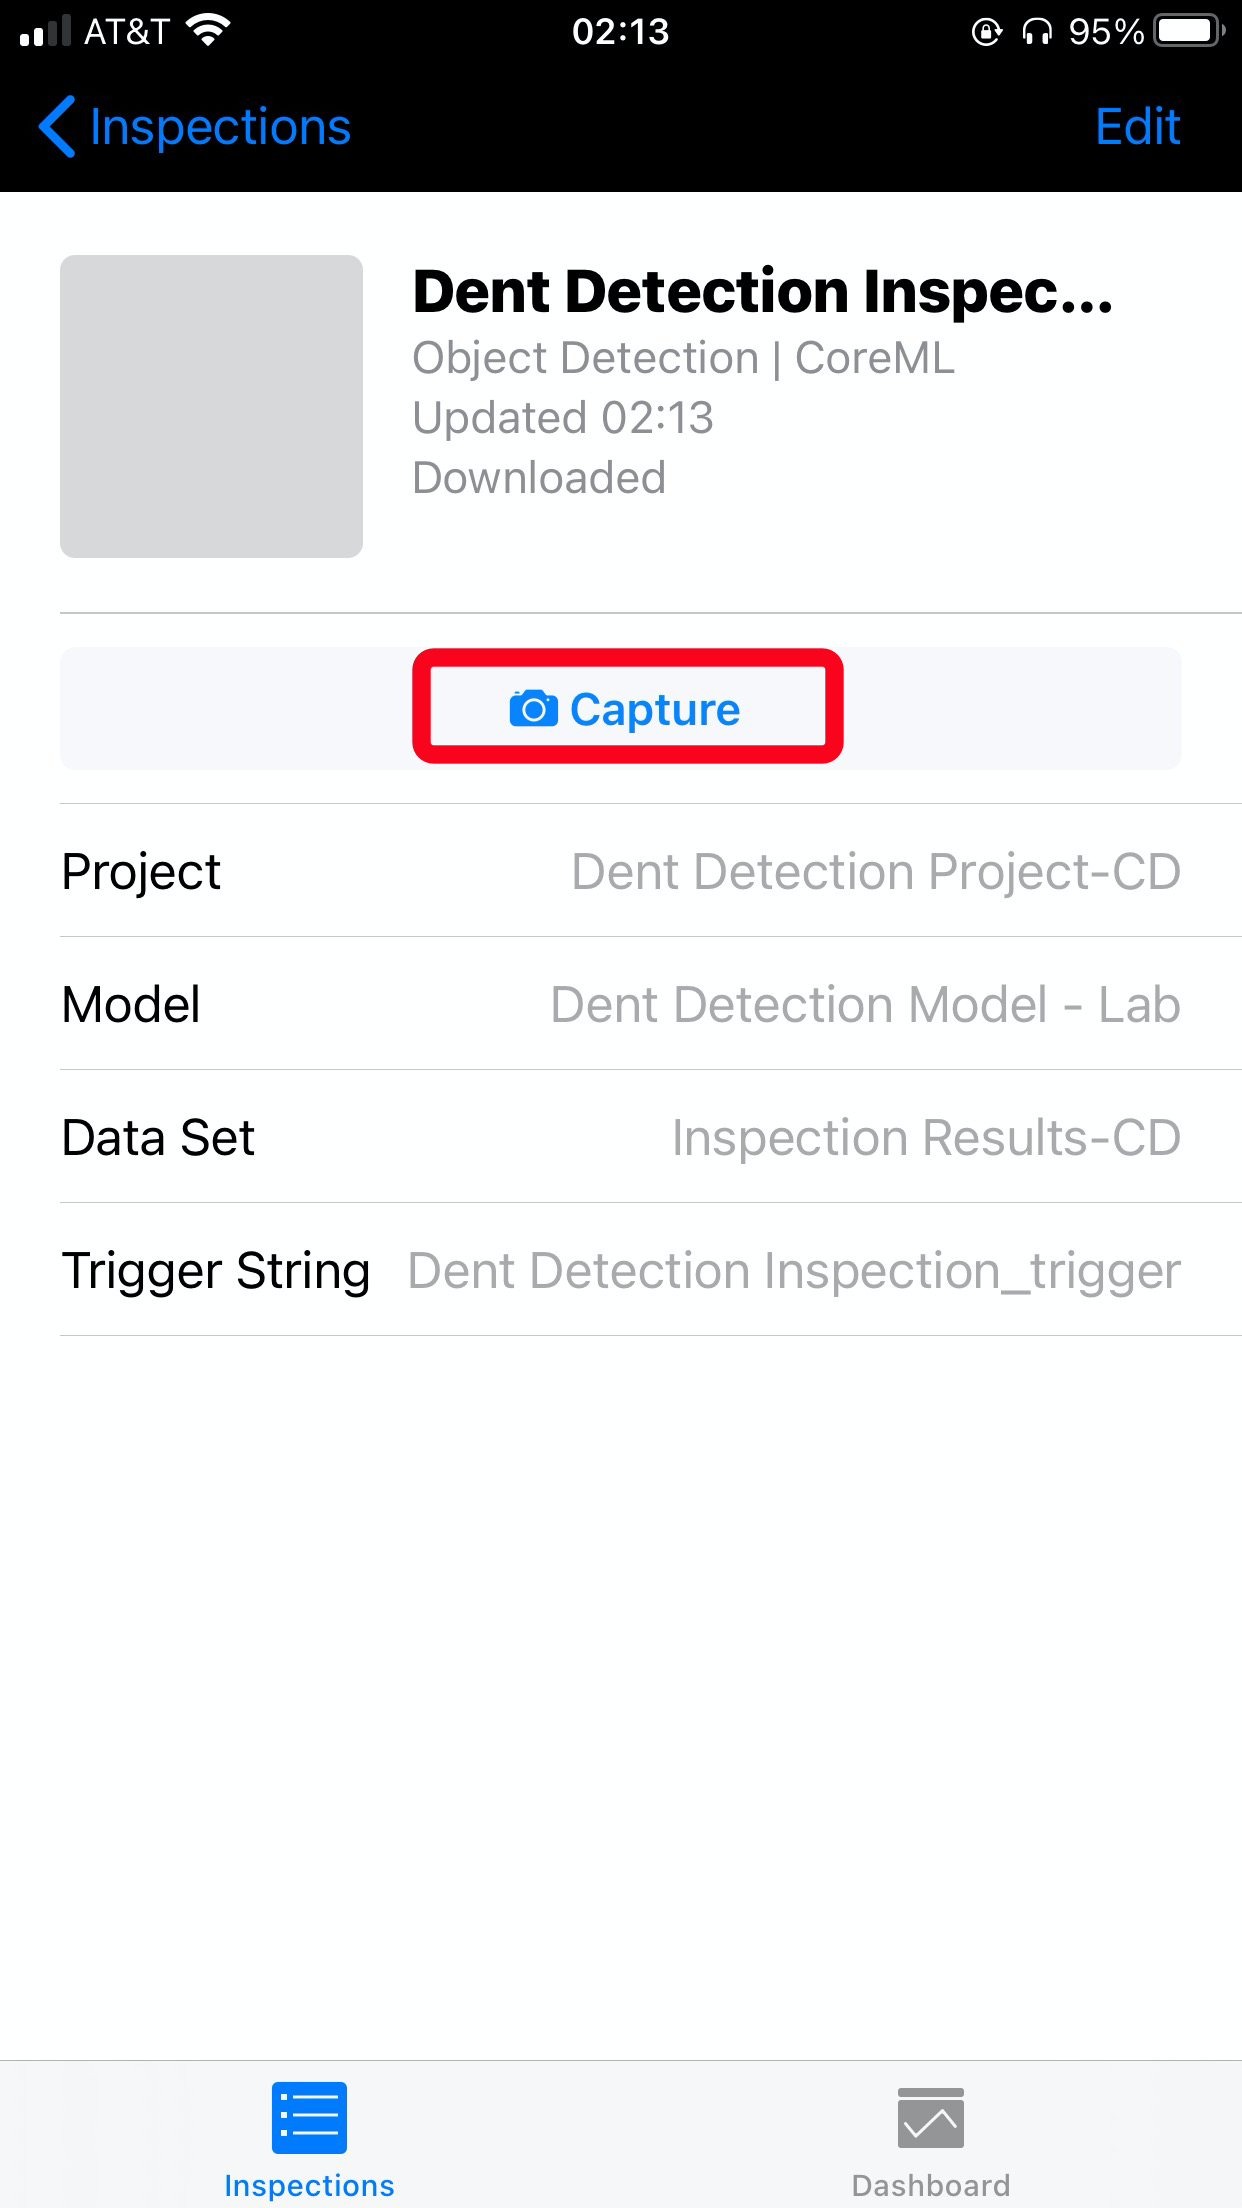 AT&T 02:13 95%
Inspections Edit
Dent Detection Inspec...
Object Detection | CoreML
Updated 02:13
Downloaded
Capture
Project Dent Detection Project-CD
Model Dent Detection Model - Lab
Data Set Inspection Results-CD
Trigger String Dent Detection Inspection_trigger
Inspections Dashboard